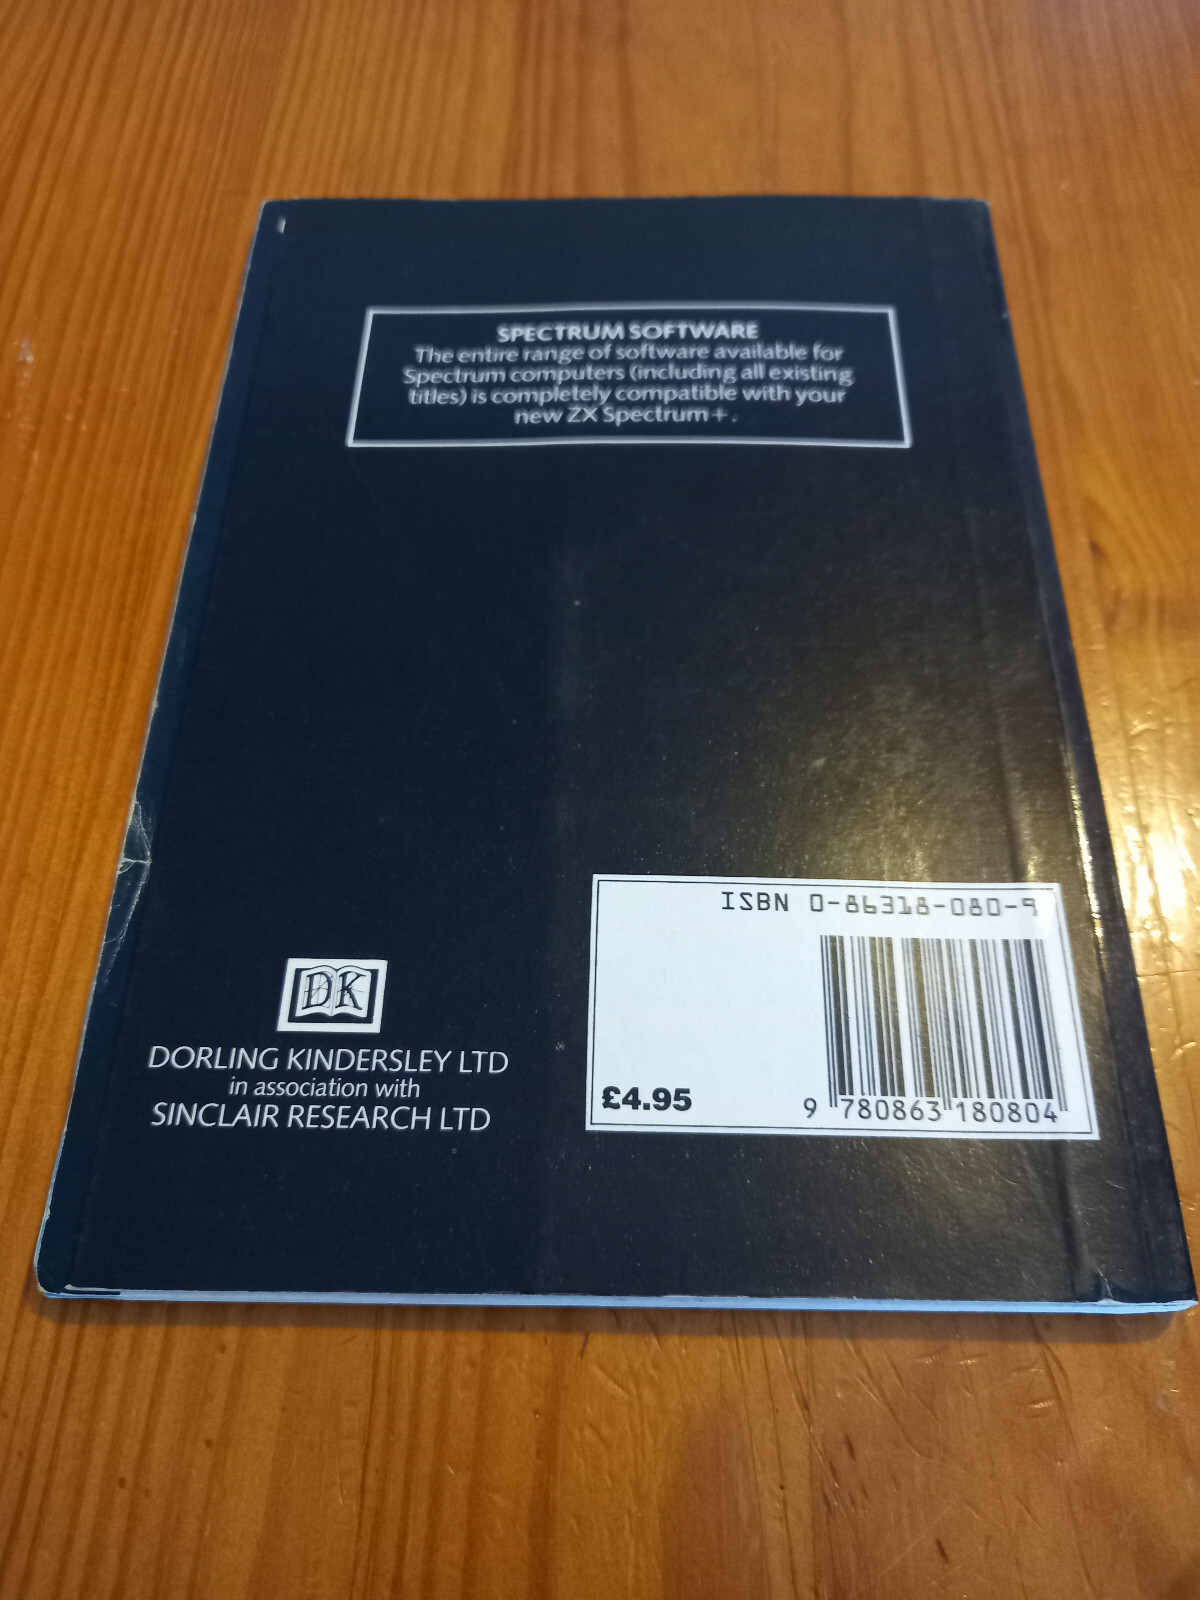 SPECTRUM SOFTWARE
The entire range of software available for
Spectrum computers (including all existing
titles) is completely compatible with your
new ZX Spectrum+.
ISBN 0-86318-080-9
£4.95
9 780863 180804
DK
DORLING KINDERSLEY LTD
in association with
SINCLAIR RESEARCH LTD